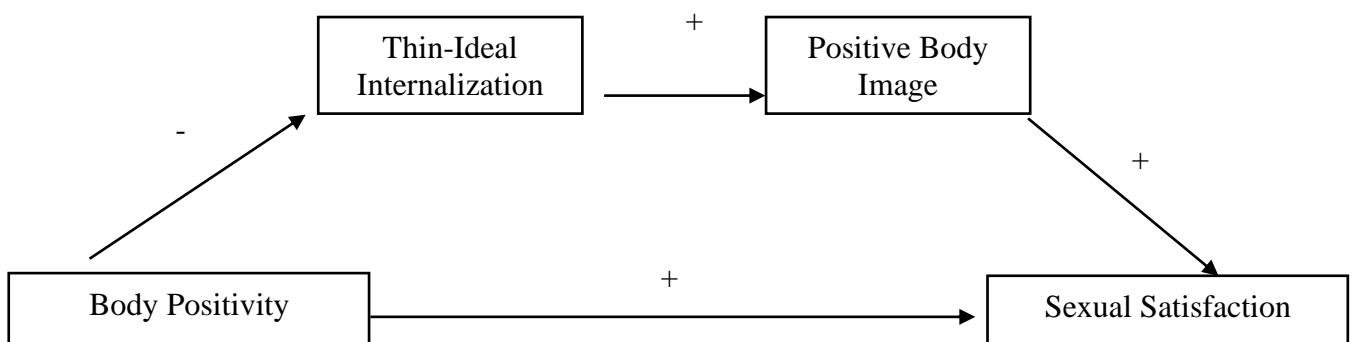 +
Thin-Ideal
Internalization
Positive Body
Image
-
+
+
Body Positivity
Sexual Satisfaction